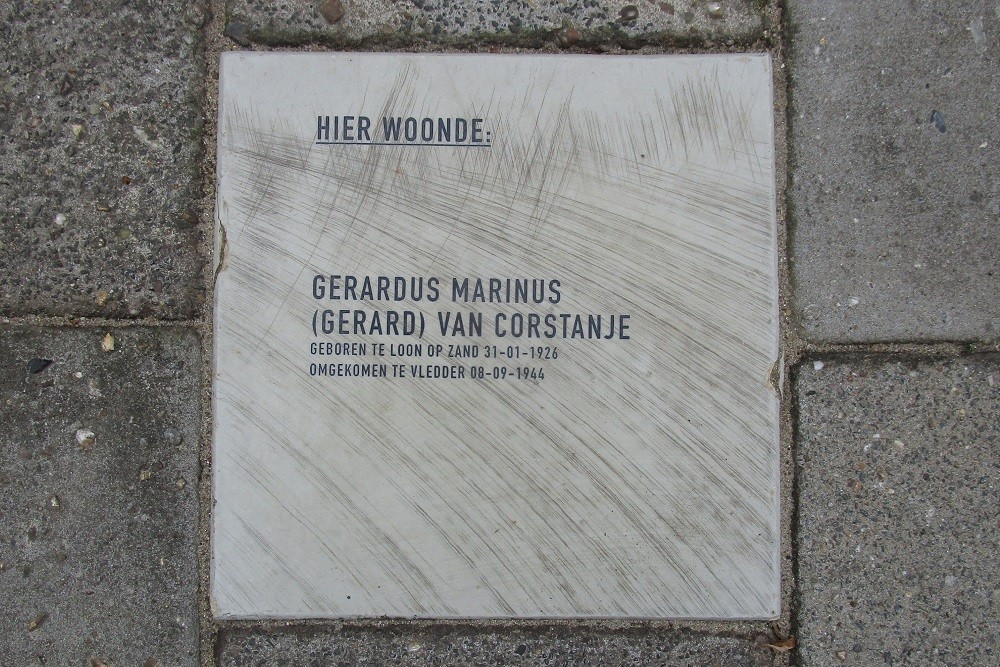 HIER WOONDE:
GERARDUS MARINUS
(GERARD) VAN CORSTANJE
GEBOREN TE LOON OP ZAND 31-01-1926
OMGEKOMEN TE VLEDDER 08-09-1944